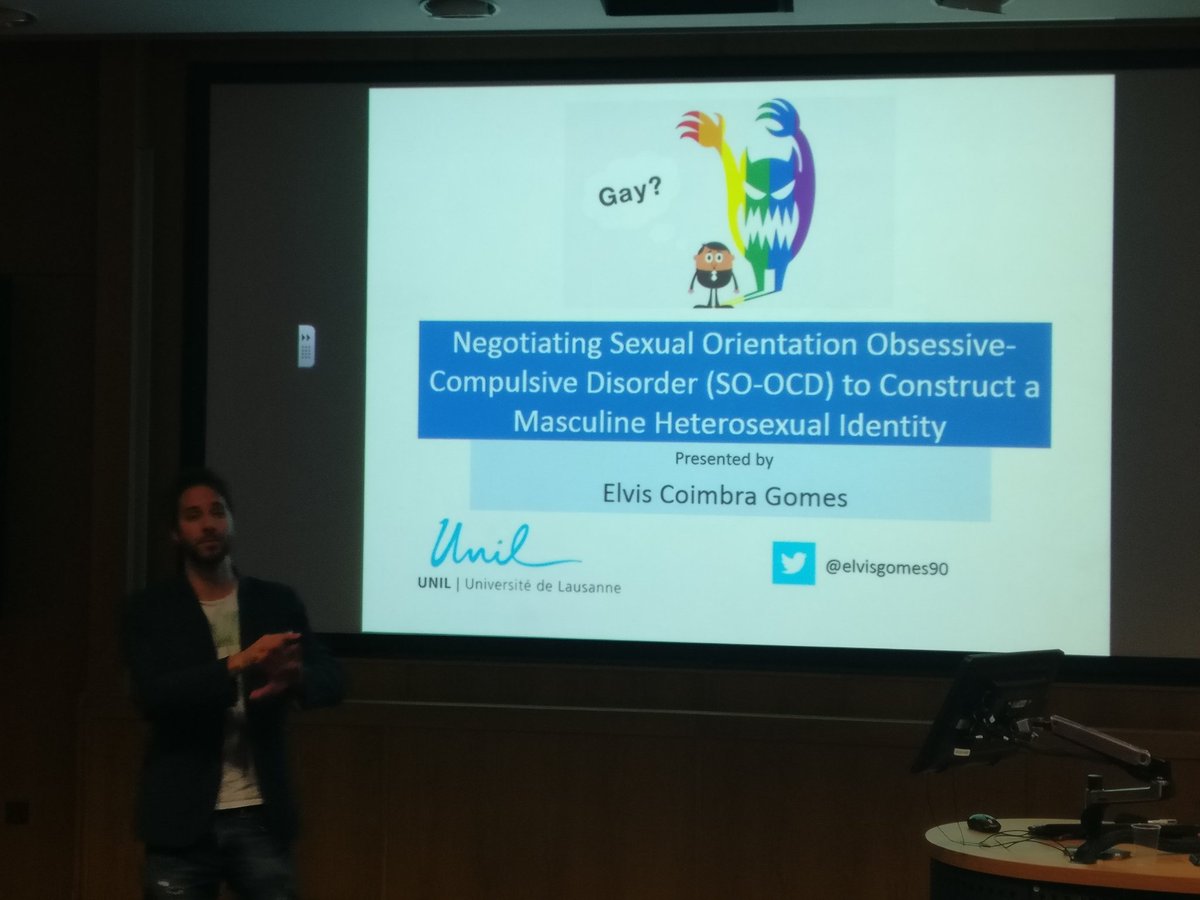 Gay?
Negotiating Sexual Orientation Obsessive-
Compulsive Disorder (SO-OCD) to Construct a
Masculine Heterosexual Identity
Presented by
Elvis Coimbra Gomes
Unil
UNIL | Université de Lausanne
@elvisgomes90